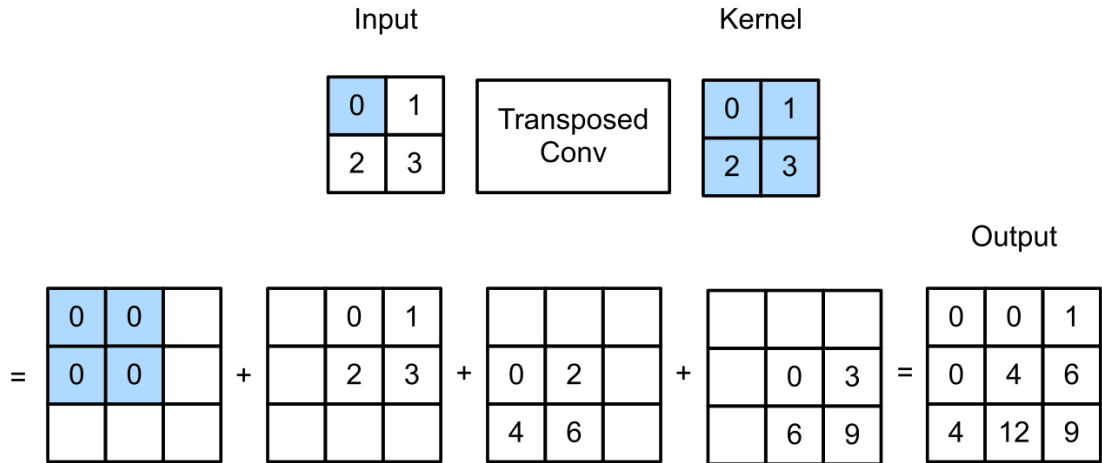 Input Kernel
0 1 Transposed Conv 0 1
2 3 2 3
Output
0 0 0 1 0 0 1
= 0 0 + 2 3 + 0 2 + 0 3 = 0 4 6
4 6 6 9 4 12 9